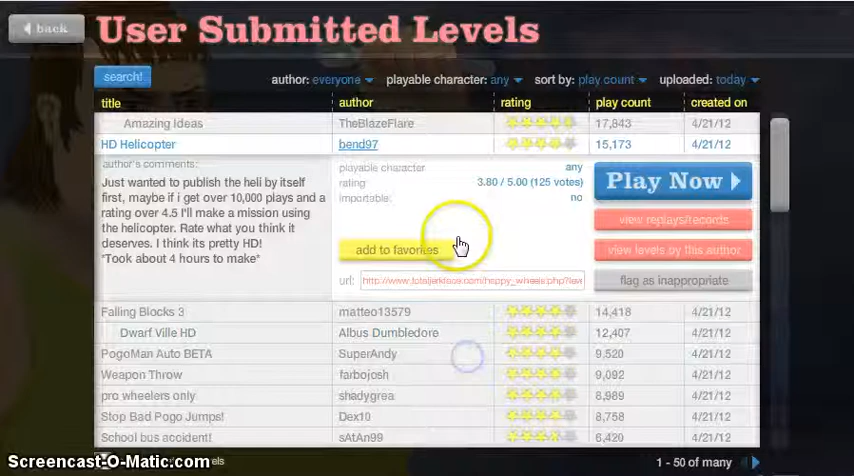 back
User Submitted Levels
search!
author: everyone playable character: any sort by: play count uploaded: today
title author rating play count created on
Amazing Ideas TheBlazeFlare 17,843 4/21/12
HD Helicopter bend97 15,173 4/21/12
author's comments:
Just wanted to publish the heli by itself
first, maybe if i get over 10,000 plays and a
rating over 4.5 I'll make a mission using
the helicopter. Rate what you think it
deserves. I think its pretty HD!
*Took about 4 hours to make*
playable character any
rating: 3.80 / 5.00 (125 votes)
importable: no
add to favorites
url: http://www.totaljerkface.com/happy_wheels/php?lev
Play Now
view replays/records
view levels by this author
flag as inappropriate
Falling Blocks 3 matteo13579 14,418 4/21/12
Dwarf Ville HD Albus Dumbledore 12,407 4/21/12
PogoMan Auto BETA SuperAndy 9,520 4/21/12
Weapon Throw farbojosh 9,092 4/21/12
pro wheelers only shadygrea 8,989 4/21/12
Stop Bad Pogo Jumps! Dex10 8,758 4/21/12
School bus accident! sAtAn99 6,420 4/21/12
Screencast-O-Matic.com els 1 - 50 of many